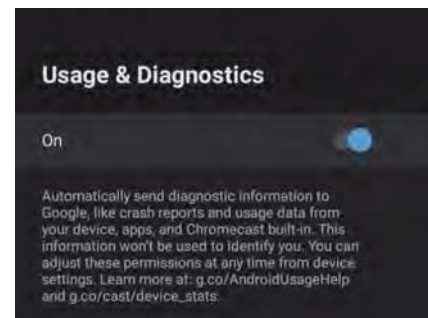 Usage & Diagnostics
On
Automatically send diagnostic information to
Google, like crash reports and usage data from
your device, apps, and Chromecast built-in. This
information won't be used to identify you. You can
adjust these permissions at any time from device
settings. Learn more at: g.co/AndroidUsageHelp
and g.co/cast/device_stats.